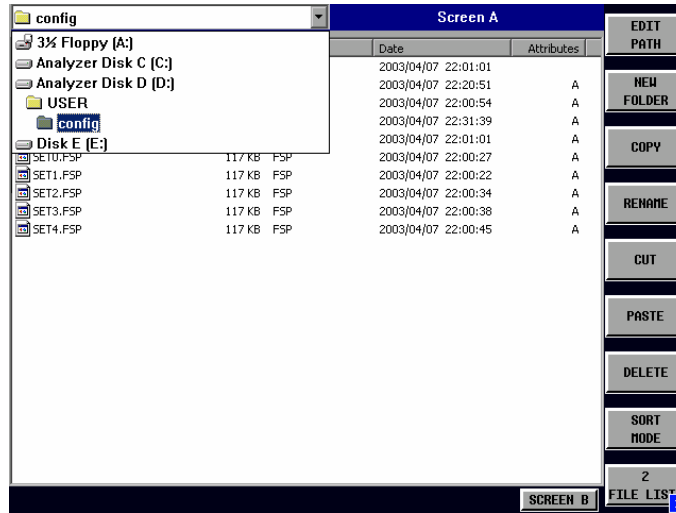 config
Screen A
3½ Floppy (A:)
Analyzer Disk C (C:)
Analyzer Disk D (D:)
USER
config
Disk E (E:)
Date Attributes
2003/04/07 22:01:01
2003/04/07 22:20:51 A
2003/04/07 22:00:54 A
2003/04/07 22:31:39 A
2003/04/07 22:01:01 A
SET0.FSP 117 KB FSP 2003/04/07 22:00:27 A
SET1.FSP 117 KB FSP 2003/04/07 22:00:22 A
SET2.FSP 117 KB FSP 2003/04/07 22:00:34 A
SET3.FSP 117 KB FSP 2003/04/07 22:00:38 A
SET4.FSP 117 KB FSP 2003/04/07 22:00:45 A
EDIT
PATH
NEW
FOLDER
COPY
RENAME
CUT
PASTE
DELETE
SORT
MODE
2
FILE LIST
SCREEN B